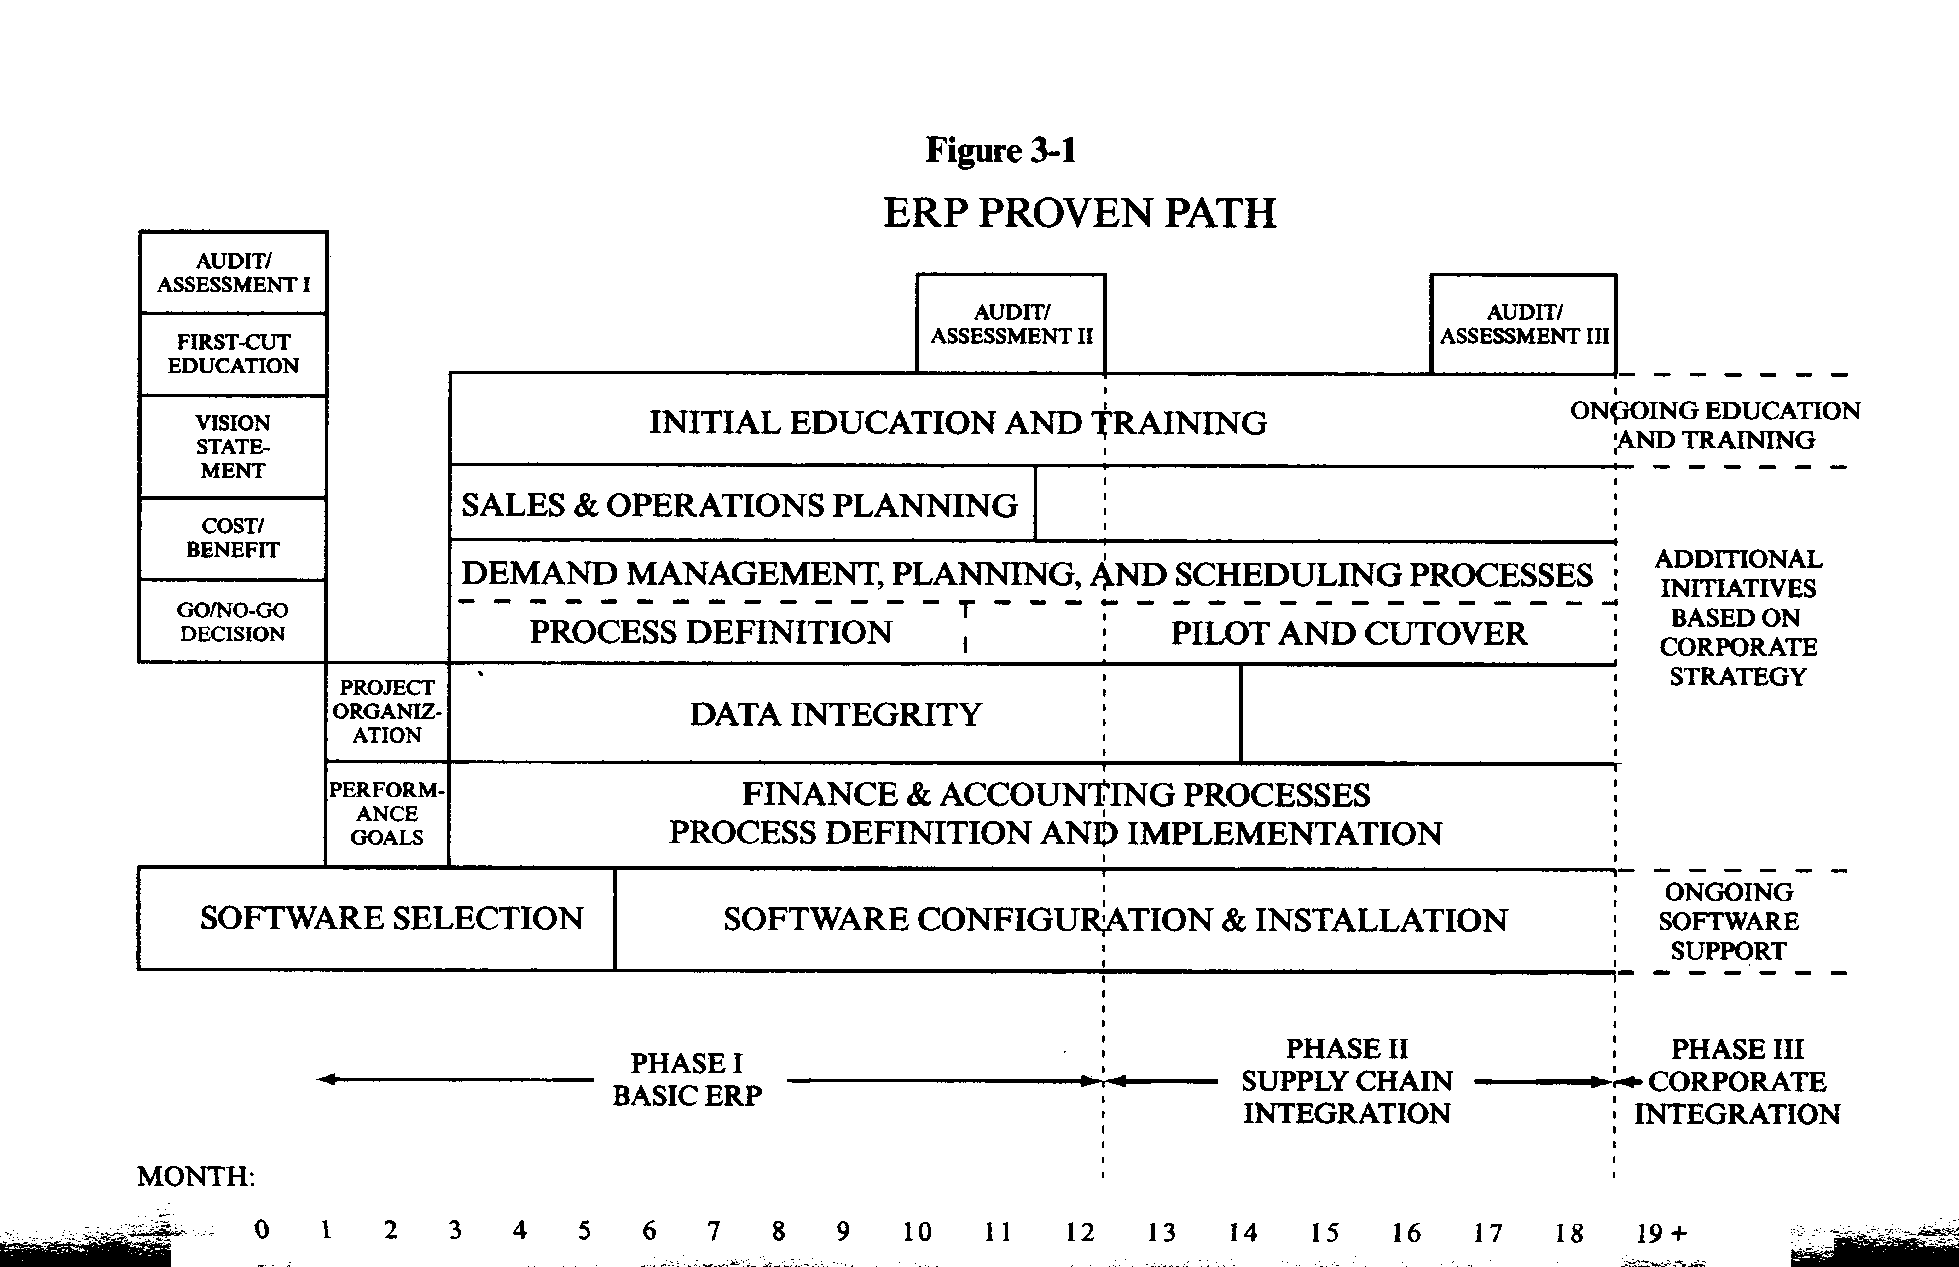 Figure 3-1
ERP PROVEN PATH
AUDIT/
ASSESSMENT I
FIRST-CUT
EDUCATION
VISION
STATE-
MENT
COST/
BENEFIT
GO/NO-GO
DECISION
AUDIT/
ASSESSMENT II
AUDIT/
ASSESSMENT III
INITIAL EDUCATION AND TRAINING
ONGOING EDUCATION
AND TRAINING
SALES & OPERATIONS PLANNING
DEMAND MANAGEMENT, PLANNING, AND SCHEDULING PROCESSES
PROCESS DEFINITION
PILOT AND CUTOVER
ADDITIONAL
INITIATIVES
BASED ON
CORPORATE
STRATEGY
PROJECT
ORGANIZ-
ATION
DATA INTEGRITY
PERFORM-
ANCE
GOALS
FINANCE & ACCOUNTING PROCESSES
PROCESS DEFINITION AND IMPLEMENTATION
SOFTWARE SELECTION
SOFTWARE CONFIGURATION & INSTALLATION
ONGOING
SOFTWARE
SUPPORT
PHASE I
BASIC ERP
PHASE II
SUPPLY CHAIN
INTEGRATION
PHASE III
CORPORATE
INTEGRATION
MONTH:
0 1 2 3 4 5 6 7 8 9 10 11 12 13 14 15 16 17 18 19 +